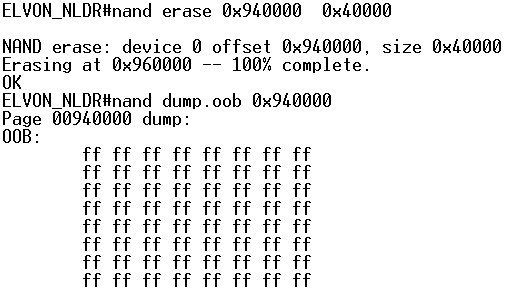 ELVON_NLDR#nand erase 0x940000  0x40000

NAND erase: device 0 offset 0x940000, size 0x40000
Erasing at 0x960000 -- 100% complete.
OK
ELVON_NLDR#nand dump.oob 0x940000
Page 00940000 dump:
OOB:
ff ff ff ff ff ff ff ff
ff ff ff ff ff ff ff ff
ff ff ff ff ff ff ff ff
ff ff ff ff ff ff ff ff
ff ff ff ff ff ff ff ff
ff ff ff ff ff ff ff ff
ff ff ff ff ff ff ff ff
ff ff ff ff ff ff ff ff